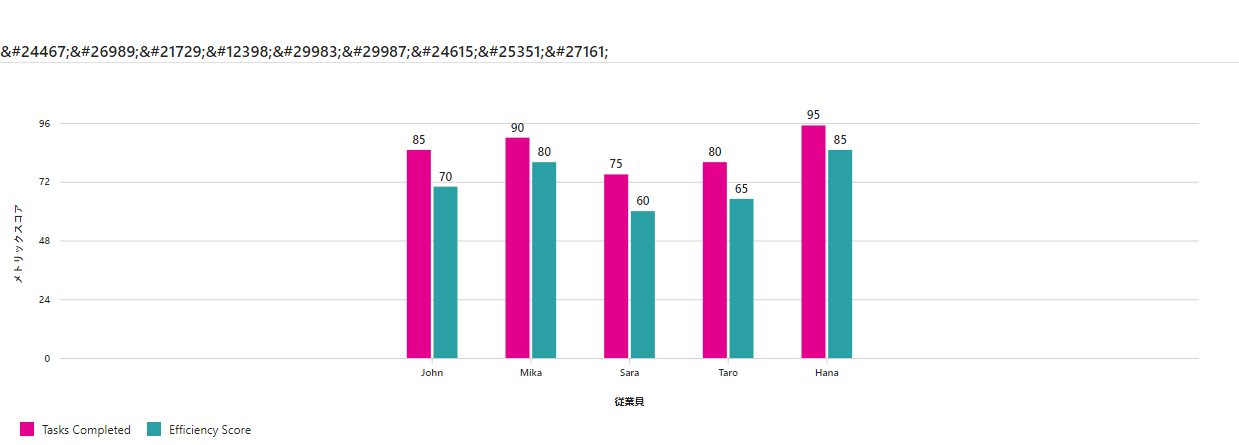 &#24467;&#26989;&#21729;&#12398;&#29983;&#29987;&#24615;&#25351;&#27161;
96
72
48
24
0
メトリックスコア
85
70
90
80
75
60
80
65
95
85
John
Mika
Sara
Taro
Hana
従業員
Tasks Completed
Efficiency Score